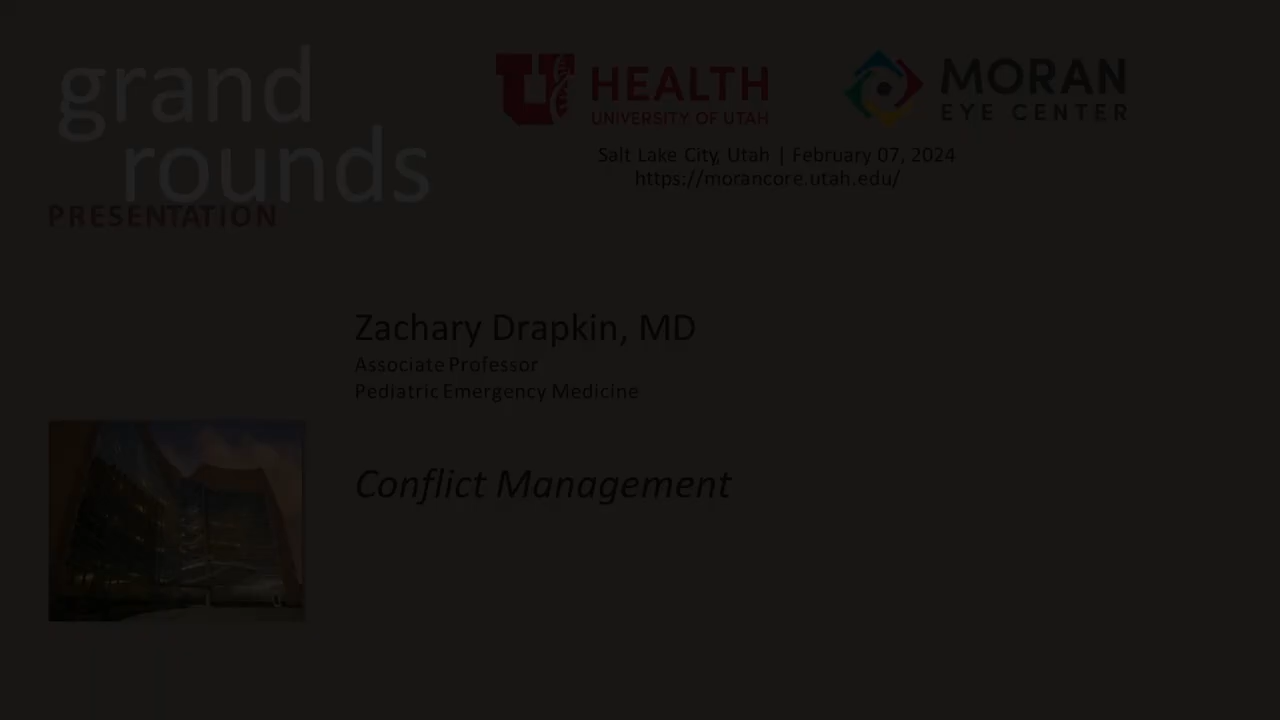 grand
rounds
PRESENTATION
U HEALTH
UNIVERSITY OF UTAH
MORAN
EYE CENTER
Salt Lake City, Utah | February 07, 2024
https://morancore.utah.edu/
Zachary Drapkin, MD
Associate Professor
Pediatric Emergency Medicine
Conflict Management